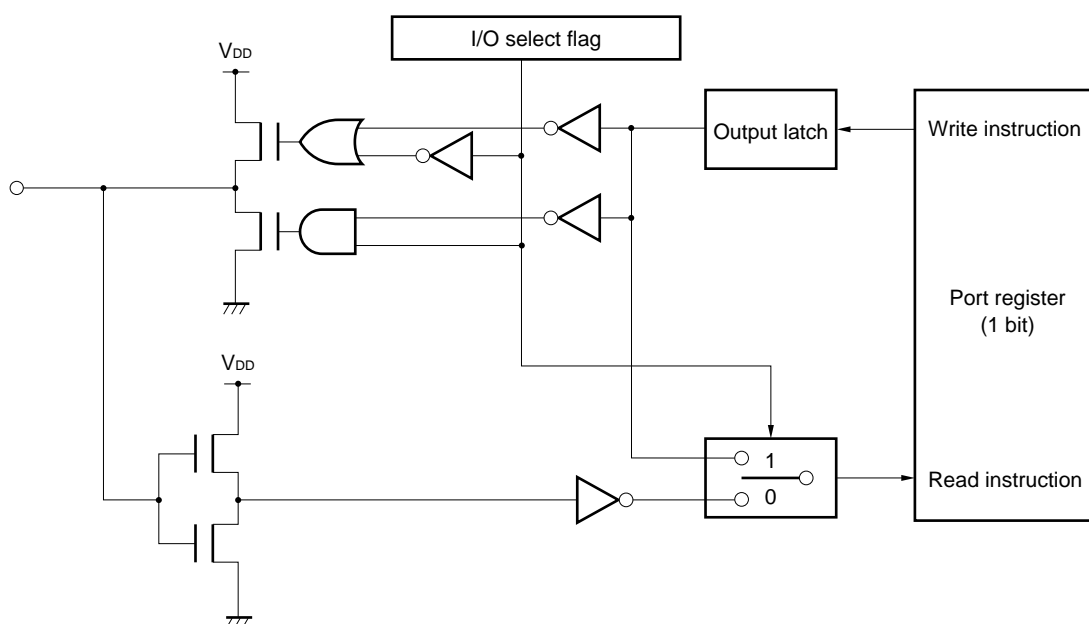 I/O select flag
VDD
Output latch
Write instruction
Port register
(1 bit)
VDD
1
0
Read instruction